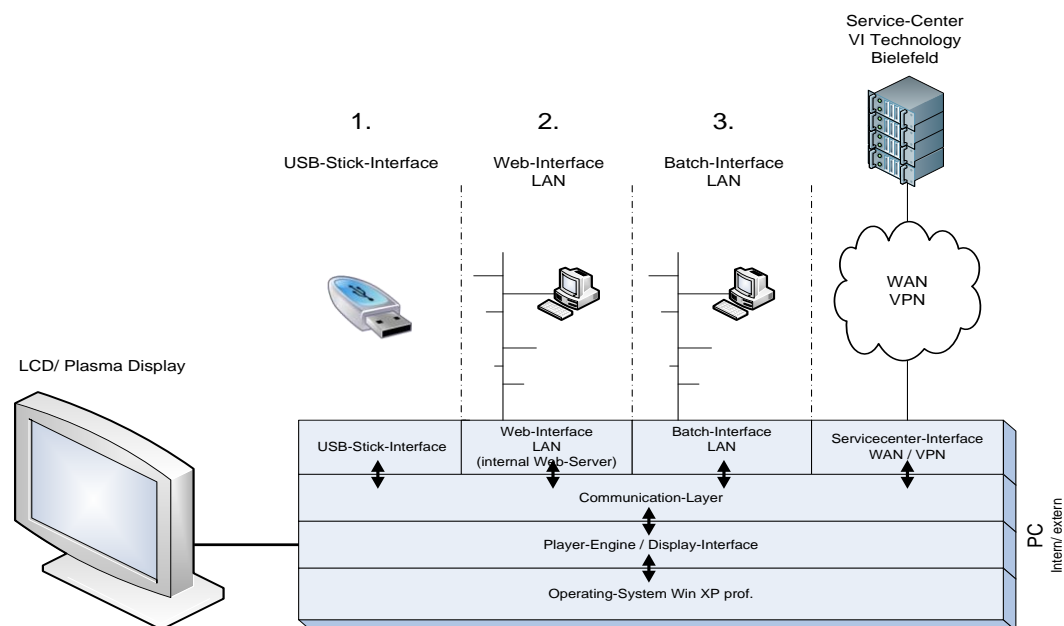 Service-Center
VI Technology
Bielefeld
1.
USB-Stick-Interface
2.
Web-Interface
LAN
3.
Batch-Interface
LAN
WAN
VPN
LCD/ Plasma Display
USB-Stick-Interface
Web-Interface
LAN
(internal Web-Server)
Batch-Interface
LAN
Servicecenter-Interface
WAN / VPN
Communication-Layer
Player-Engine / Display-Interface
Operating-System Win XP prof.
PC
Intern/ extern